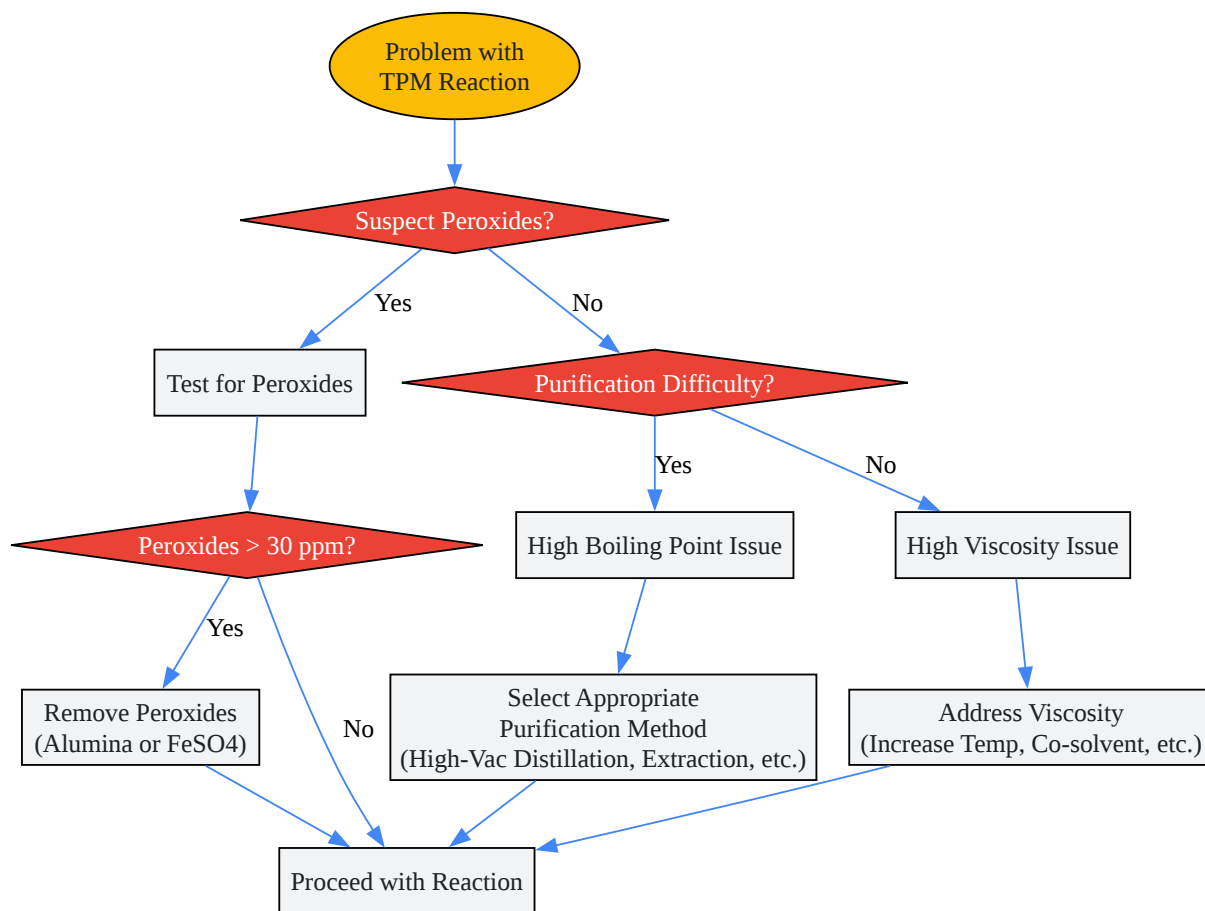 Problem with
TPM Reaction
Suspect Peroxides?
Yes
No
Test for Peroxides
Purification Difficulty?
Yes
No
Peroxides > 30 ppm?
High Boiling Point Issue
High Viscosity Issue
Yes
No
Remove Peroxides
(Alumina or FeSO4)
Select Appropriate
Purification Method
(High-Vac Distillation, Extraction, etc.)
Address Viscosity
(Increase Temp, Co-solvent, etc.)
Proceed with Reaction